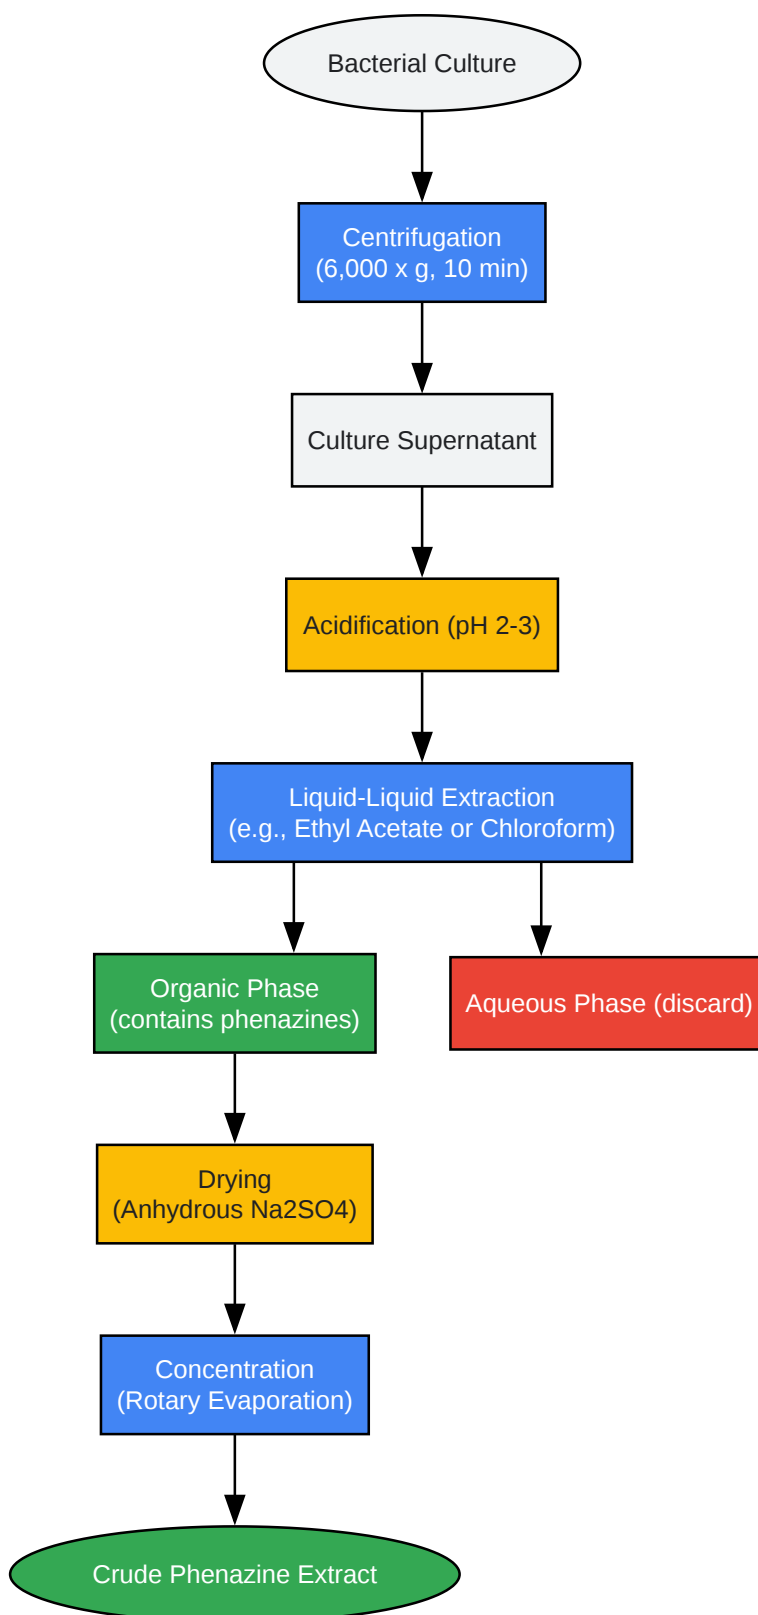 Bacterial Culture
Centrifugation
(6,000 x g, 10 min)
Culture Supernatant
Acidification (pH 2-3)
Liquid-Liquid Extraction
(e.g., Ethyl Acetate or Chloroform)
Organic Phase
(contains phenazines)
Aqueous Phase (discard)
Drying
(Anhydrous Na2SO4)
Concentration
(Rotary Evaporation)
Crude Phenazine Extract